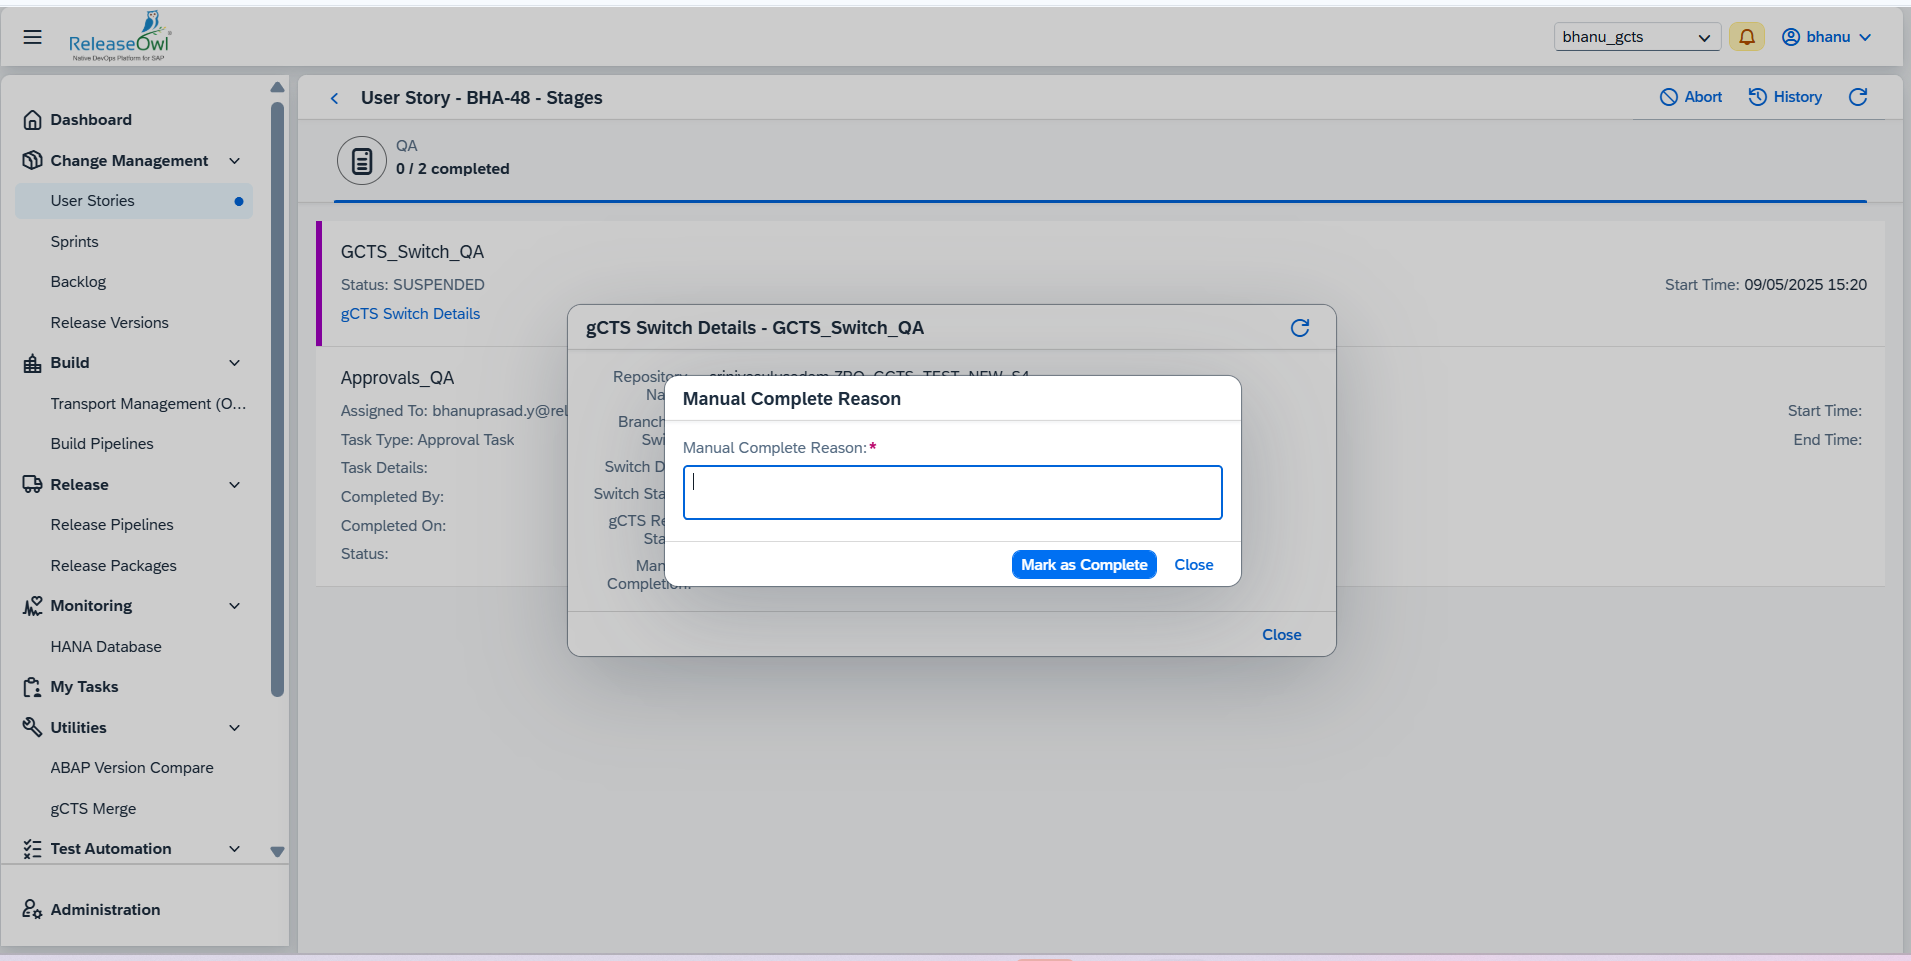 ReleaseOwl
Native DevOps Platform for SAP
bhanu_gcts
bhanu
Dashboard
Change Management
User Stories
Sprints
Backlog
Release Versions
Build
Transport Management (O...
Build Pipelines
Release
Release Pipelines
Release Packages
Monitoring
HANA Database
My Tasks
Utilities
ABAP Version Compare
gCTS Merge
Test Automation
Administration
User Story - BHA-48 - Stages
Abort
History
QA
0 / 2 completed
GCTS_Switch_QA
Status: SUSPENDED
Start Time: 09/05/2025 15:20
gCTS Switch Details
Approvals_QA
Assigned To: bhanuprasad.y@rel
Start Time:
Task Type: Approval Task
End Time:
Task Details:
Completed By:
Completed On:
Status:
gCTS Switch Details - GCTS_Switch_QA
Repository
Na
Branch
Swi
Switch D
Switch Sta
gCTS Re
Sta
Man
Completion:
Close
Manual Complete Reason
Manual Complete Reason:*
Mark as Complete
Close